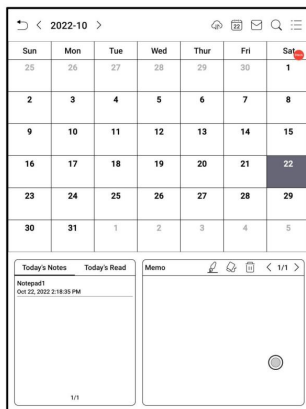 2022-10
22
Sun Mon Tue Wed Thur Fri Sat
25 26 27 28 29 30 1
2 3 4 5 6 7 8
9 10 11 12 13 14 15
16 17 18 19 20 21 22
23 24 25 26 27 28 29
30 31 1 2 3 4 5
Today's Notes Today's Read
Notepad1
Oct 22, 2022 2:18:35 PM
1/1
Memo 1/1